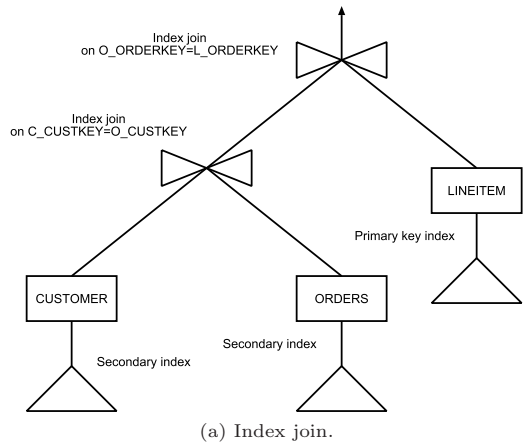 Index join
on O_ORDERKEY=L_ORDERKEY
Index join
on C_CUSTKEY=O_CUSTKEY
LINEITEM
Primary key index
CUSTOMER
ORDERS
Secondary index
Secondary index
(a) Index join.